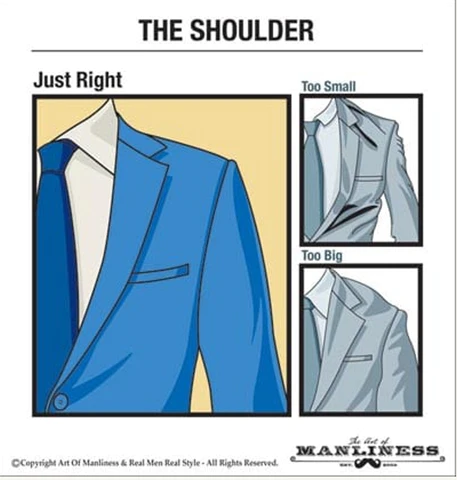 THE SHOULDER
Just Right
Too Small
Too Big
The Art of
MANLINESS
EST. 2008
©Copyright Art Of Manliness & Real Men Real Style - All Rights Reserved.